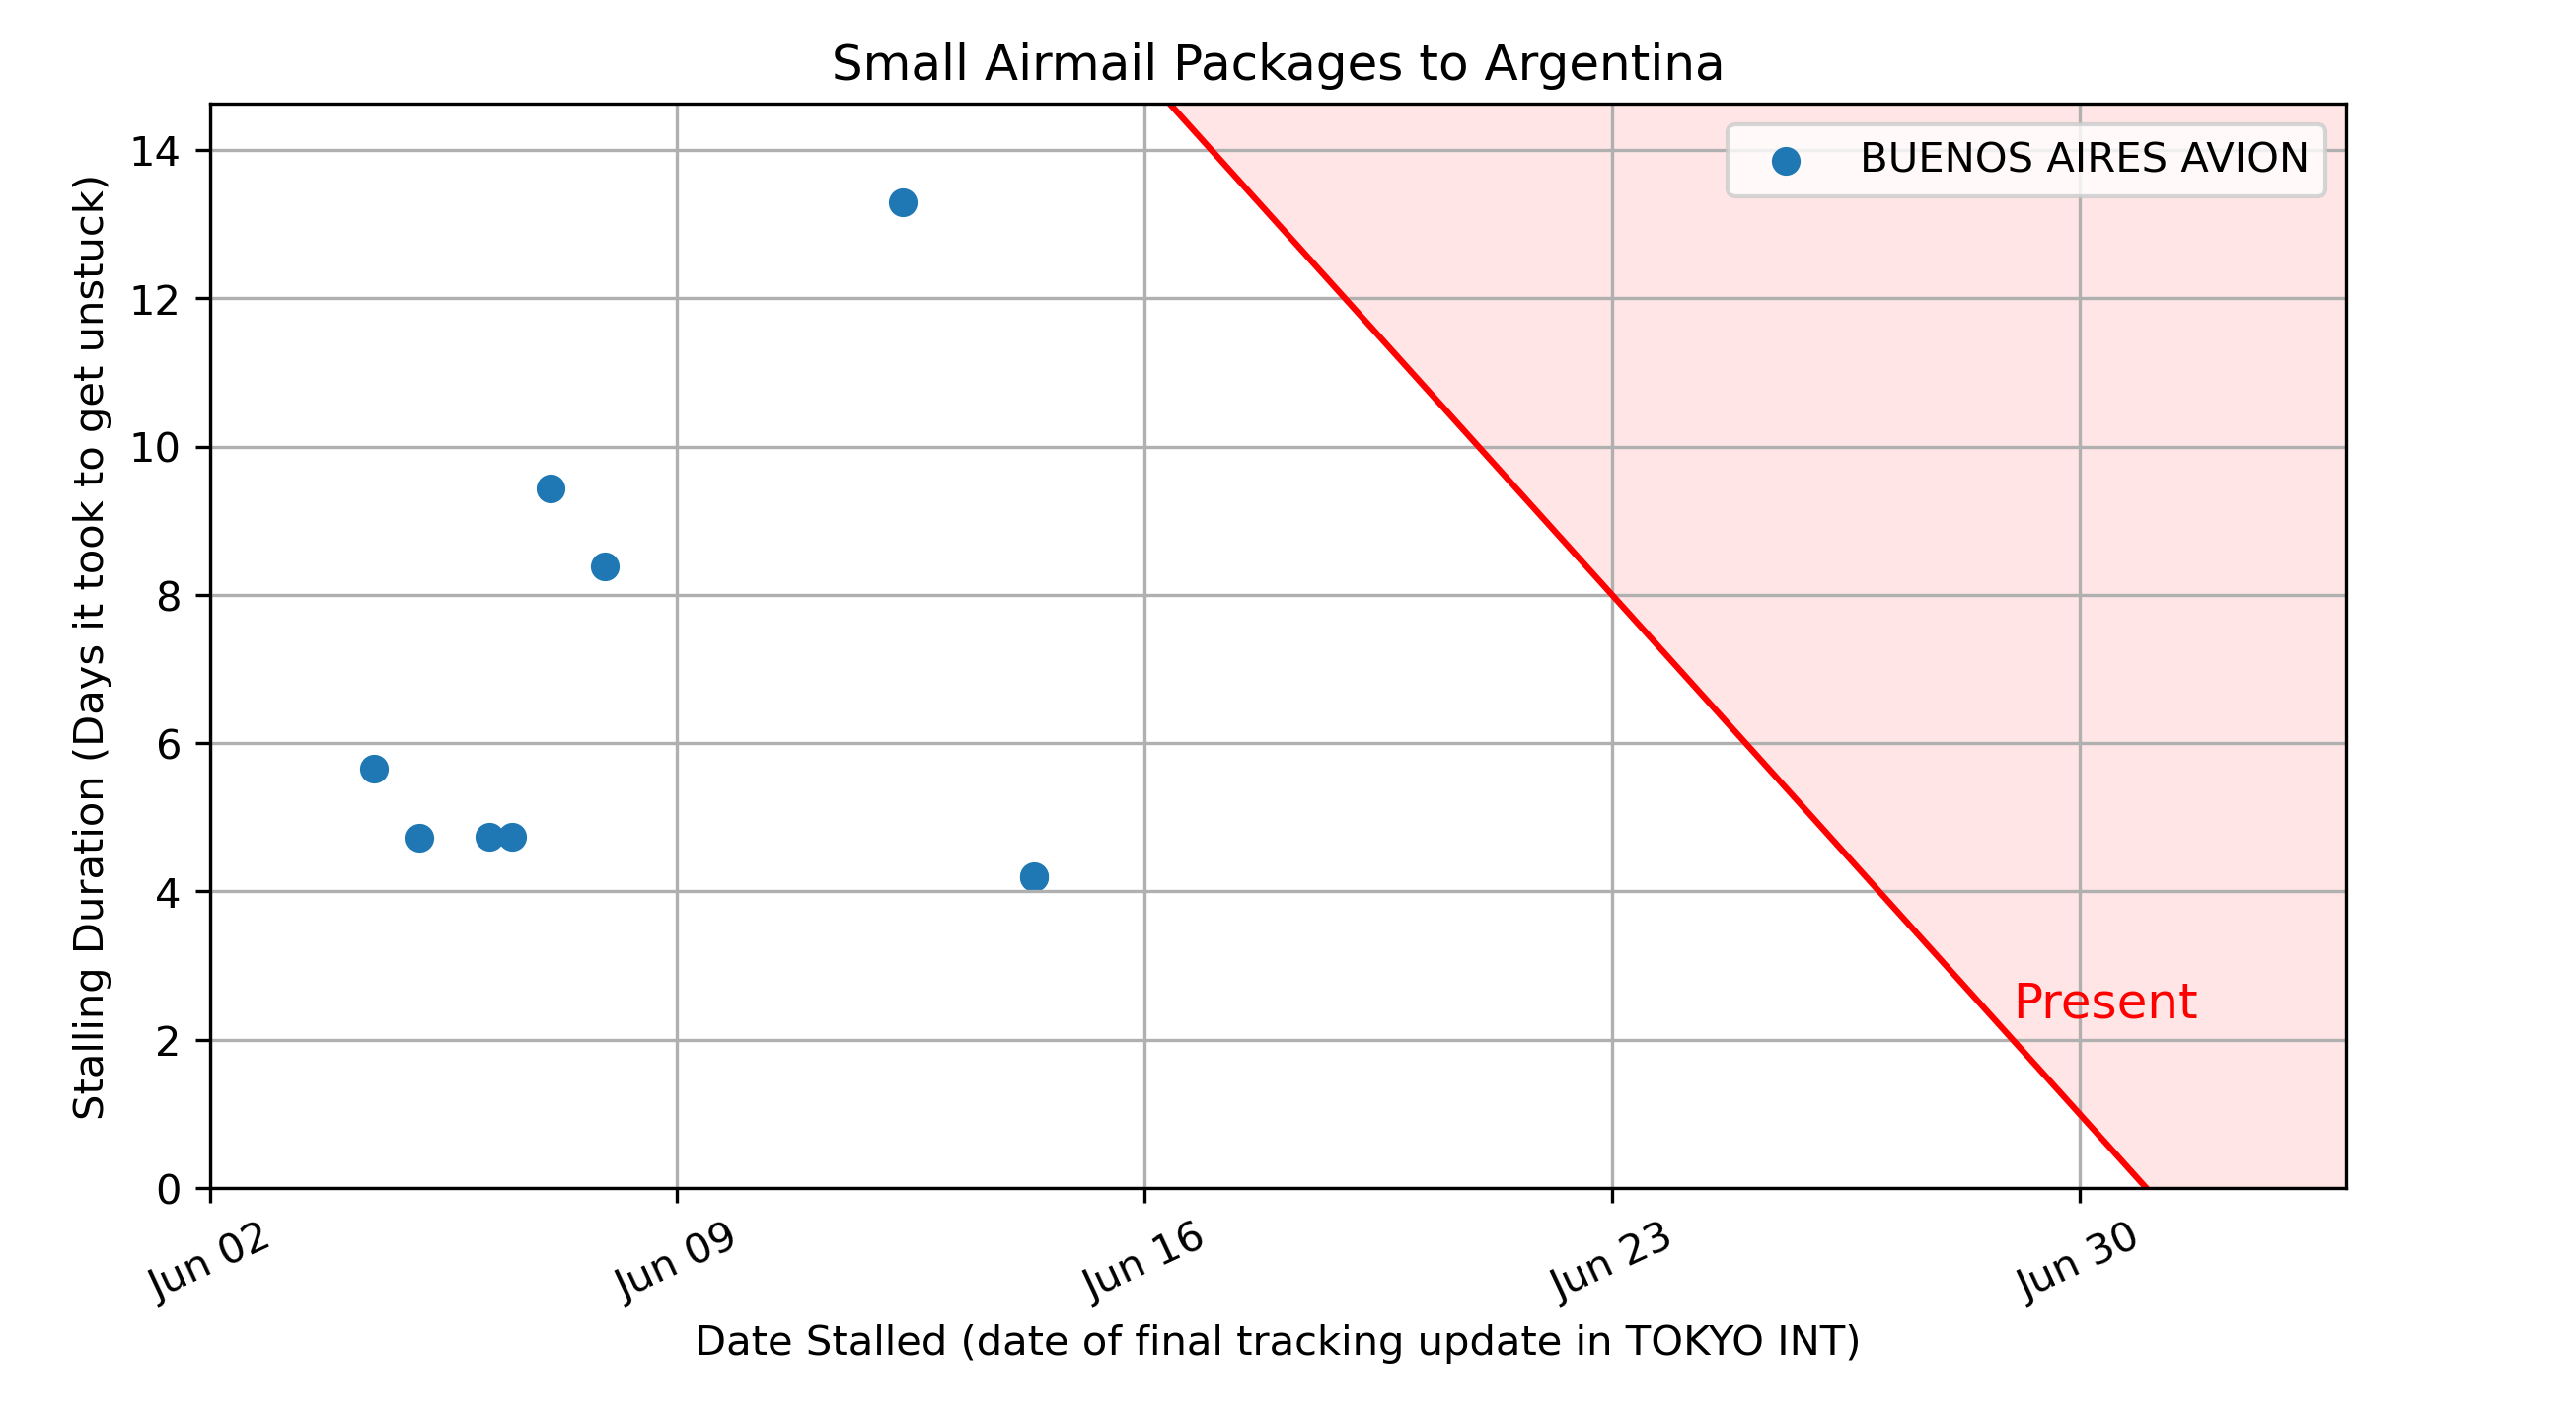 Small Airmail Packages to Argentina
BUENOS AIRES AVION
Stalling Duration (Days it took to get unstuck)
14
12
10
8
6
4
2
0
Present
Jun 02
Jun 09
Jun 16
Jun 23
Jun 30
Date Stalled (date of final tracking update in TOKYO INT)